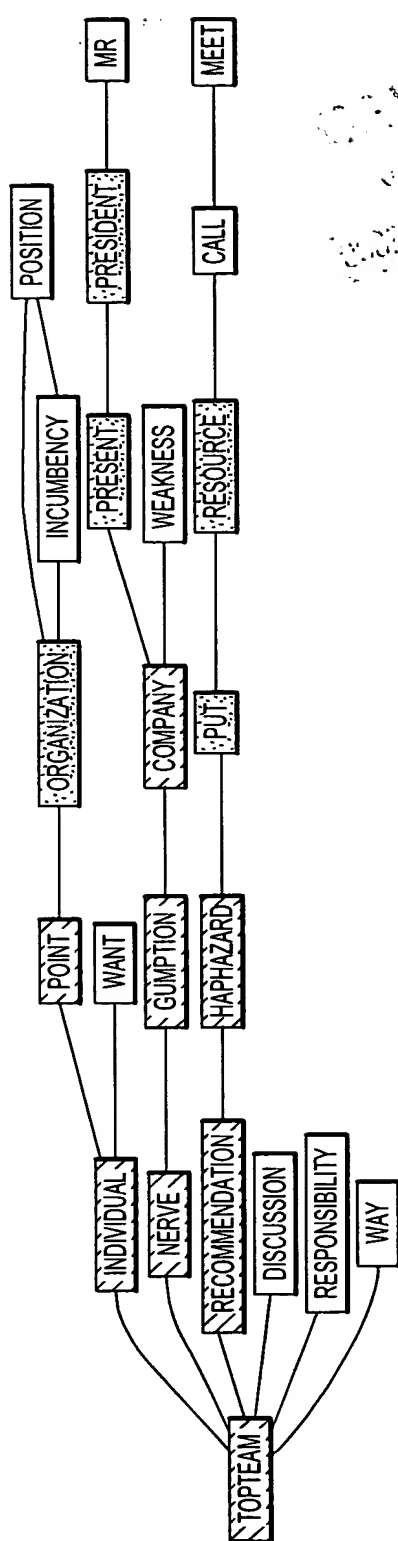 TOPTEAM
INDIVIDUAL
NERVE
RECOMMENDATION
DISCUSSION
RESPONSIBILITY
WAY
POINT
WANT
GUMPTION
HAPHAZARD
ORGANIZATION
COMPANY
PUT
INCUMBENCY
PRESENT
WEAKNESS
RESOURCE
POSITION
PRESIDENT
CALL
MR
MEET